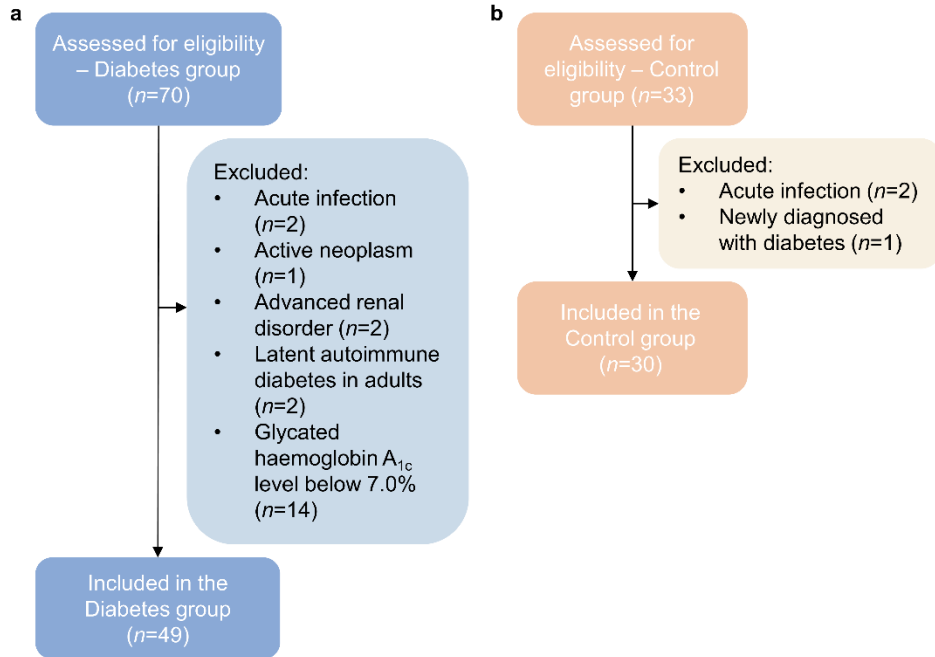 a
Assessed for eligibility
– Diabetes group
(n=70)
Excluded:
• Acute infection
(n=2)
• Active neoplasm
(n=1)
• Advanced renal
disorder (n=2)
• Latent autoimmune
diabetes in adults
(n=2)
• Glycated
haemoglobin A1c
level below 7.0%
(n=14)
Included in the
Diabetes group
(n=49)
b
Assessed for
eligibility – Control
group (n=33)
Excluded:
• Acute infection (n=2)
• Newly diagnosed
with diabetes (n=1)
Included in the
Control group
(n=30)